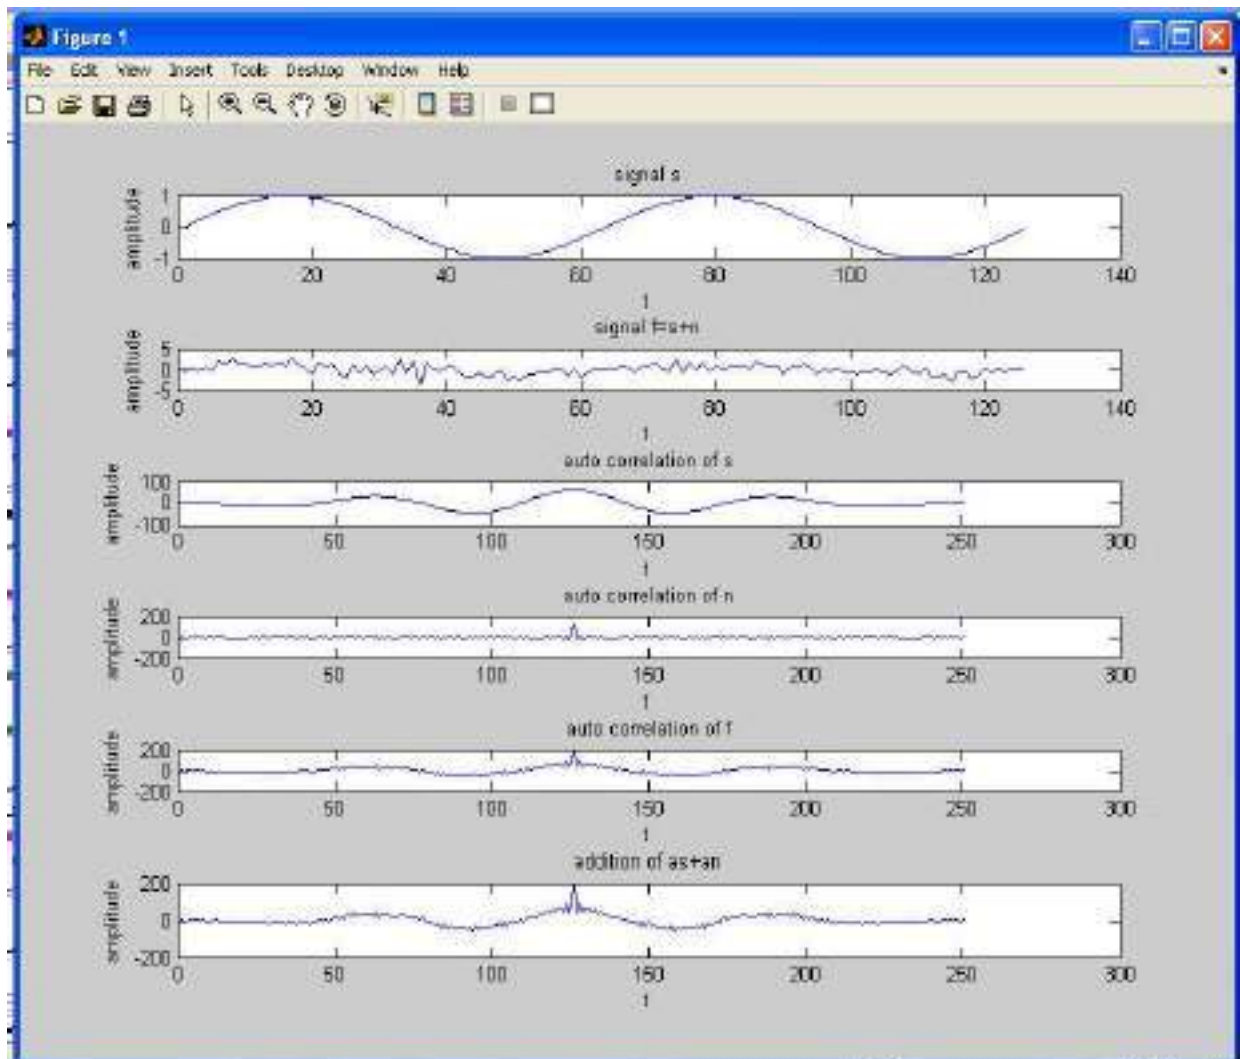 Figure 1
File Edit View Insert Tools Desktop Window Help
signal s
amplitude
1
0
-1
0 20 40 60 80 100 120 140
t
signal f=s+n
amplitude
5
0
-5
0 20 40 60 80 100 120 140
t
auto correlation of s
amplitude
100
0
-100
0 50 100 150 200 250 300
t
auto correlation of n
amplitude
200
0
-200
0 50 100 150 200 250 300
t
auto correlation of f
amplitude
200
0
-200
0 50 100 150 200 250 300
t
addition of as+an
amplitude
200
0
-200
0 50 100 150 200 250 300
t